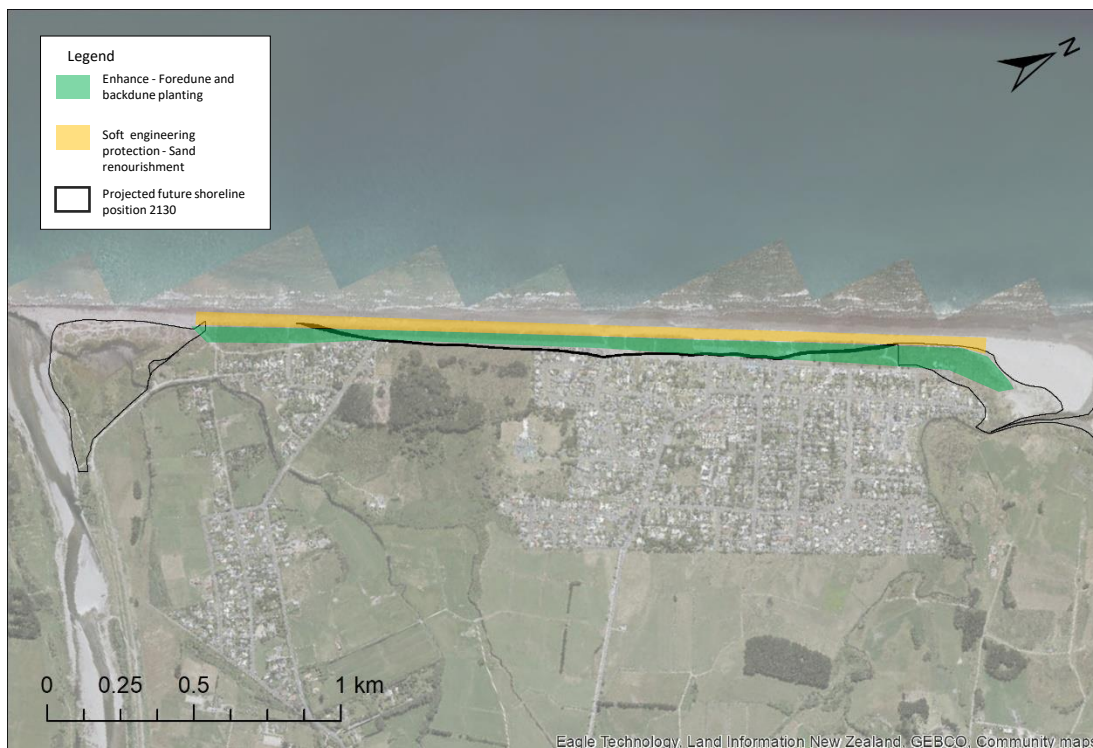 Legend
Enhance - Foredune and
backdune planting
Soft engineering
protection - Sand
renourishment
Projected future shoreline
position 2130
N
0 0.25 0.5 1 km
Eagle Technology, Land Information New Zealand, GEBCO, Community maps